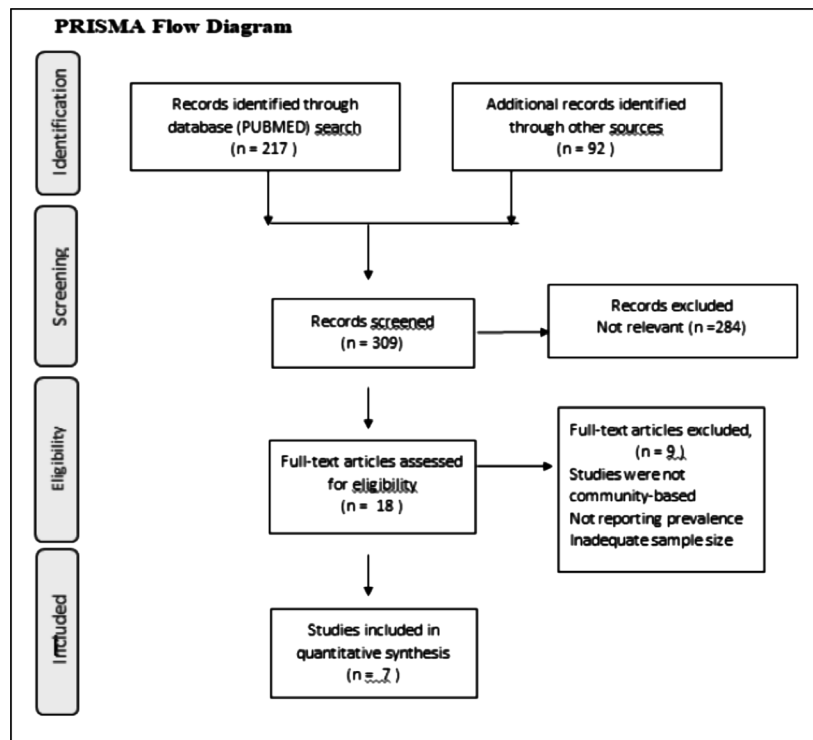 PRISMA Flow Diagram
Identification
Records identified through
database (PUBMED) search
(n = 217 )
Additional records identified
through other sources
(n = 92 )
Screening
Records screened
(n = 309)
Records excluded
Not relevant (n =284)
Eligibility
Full-text articles assessed
for eligibility
(n = 18 )
Full-text articles excluded,
(n = 9 )
Studies were not
community-based
Not reporting prevalence
Inadequate sample size
Included
Studies included in
quantitative synthesis
(n = 7 )